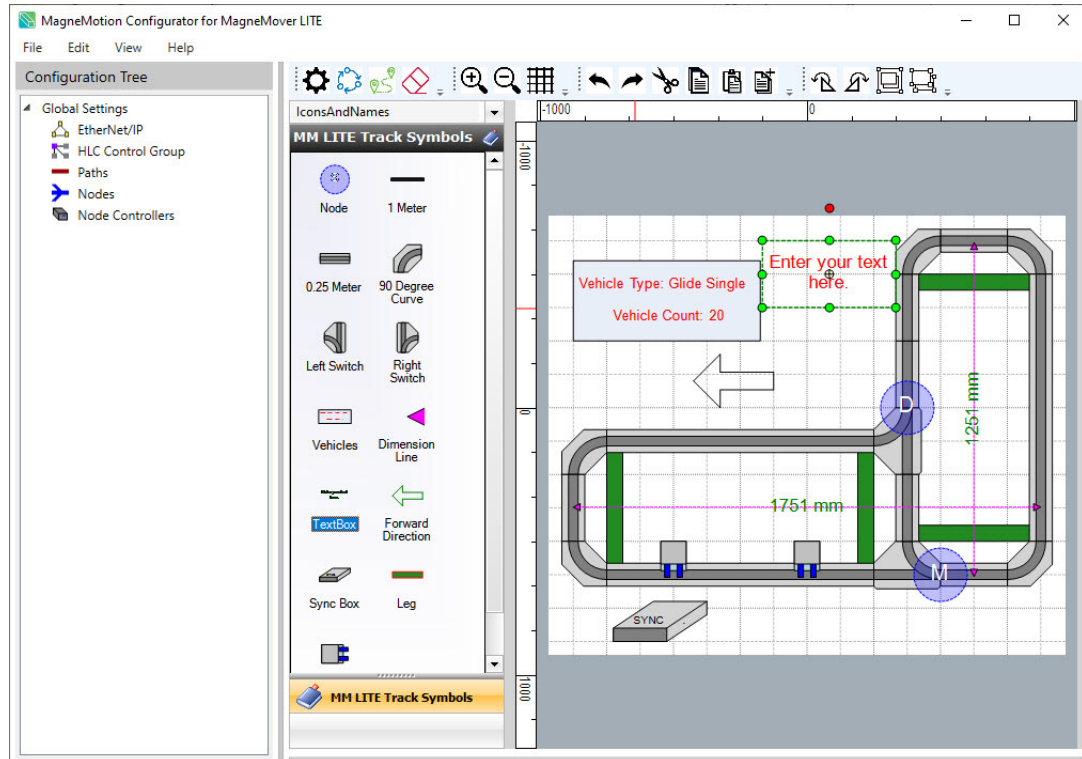 MagneMotion Configurator for MagneMover LITE
File Edit View Help
Configuration Tree
Global Settings
EtherNet/IP
HLC Control Group
Paths
Nodes
Node Controllers
IconsAndNames
MM LITE Track Symbols
Node
1 Meter
0.25 Meter
90 Degree
Curve
Left Switch
Right
Switch
Vehicles
Dimension
Line
TextBox
Forward
Direction
Sync Box
Leg
MM LITE Track Symbols
-1000
0
-1000
0
1000
Vehicle Type: Glide Single
Vehicle Count: 20
Enter your text
here.
D
1251 mm
1751 mm
M
SYNC